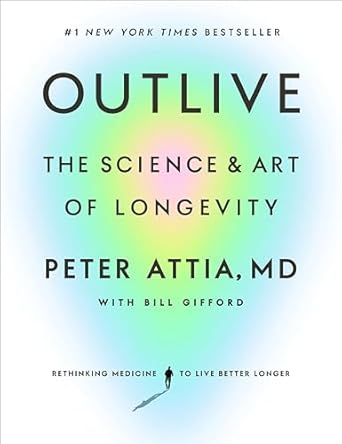 #1 NEW YORK TIMES BESTSELLER
OUTLIVE
THE SCIENCE & ART
OF LONGEVITY
PETER ATTIA, MD
WITH BILL GIFFORD
RETHINKING MEDICINE TO LIVE BETTER LONGER